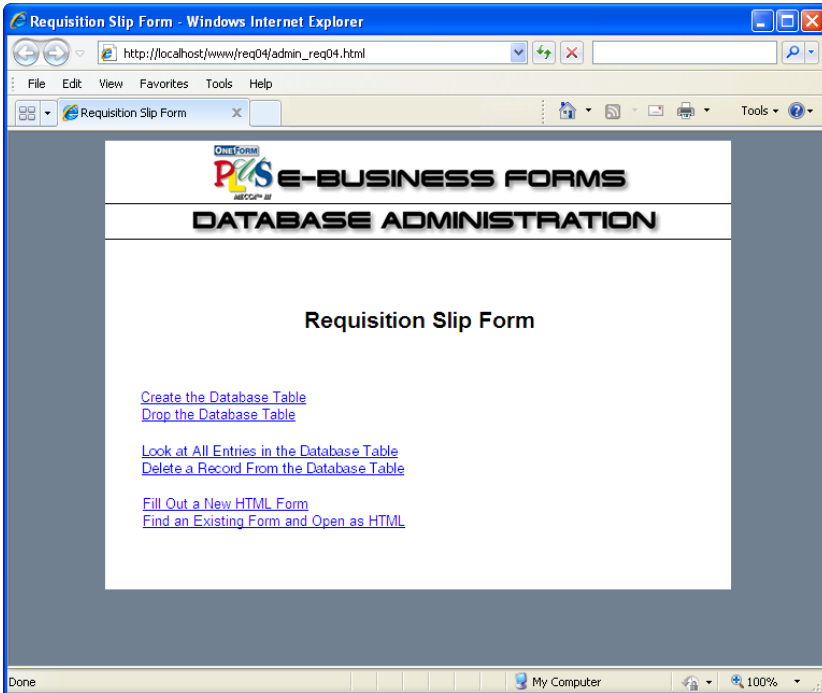 Requisition Slip Form - Windows Internet Explorer
http://localhost/www/req04/admin_req04.html
File Edit View Favorites Tools Help
Requisition Slip Form
Tools
ONEFORM
PLUS
E-BUSINESS FORMS
DATABASE ADMINISTRATION
Requisition Slip Form
Create the Database Table
Drop the Database Table
Look at All Entries in the Database Table
Delete a Record From the Database Table
Fill Out a New HTML Form
Find an Existing Form and Open as HTML
Done My Computer 100%